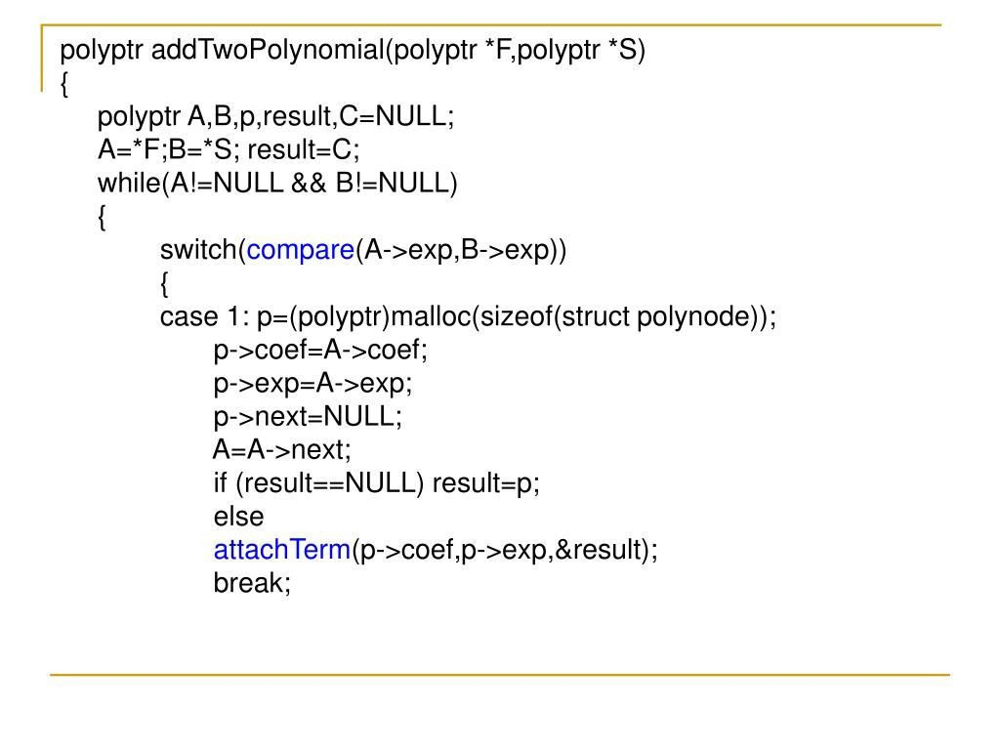 polyptr addTwoPolynomial(polyptr *F,polyptr *S)
{
polyptr A,B,p,result,C=NULL;
A=*F;B=*S; result=C;
while(A!=NULL && B!=NULL)
{
switch(compare(A->exp,B->exp))
{
case 1: p=(polyptr)malloc(sizeof(struct polynode));
p->coef=A->coef;
p->exp=A->exp;
p->next=NULL;
A=A->next;
if (result==NULL) result=p;
else
attachTerm(p->coef,p->exp,&result);
break;